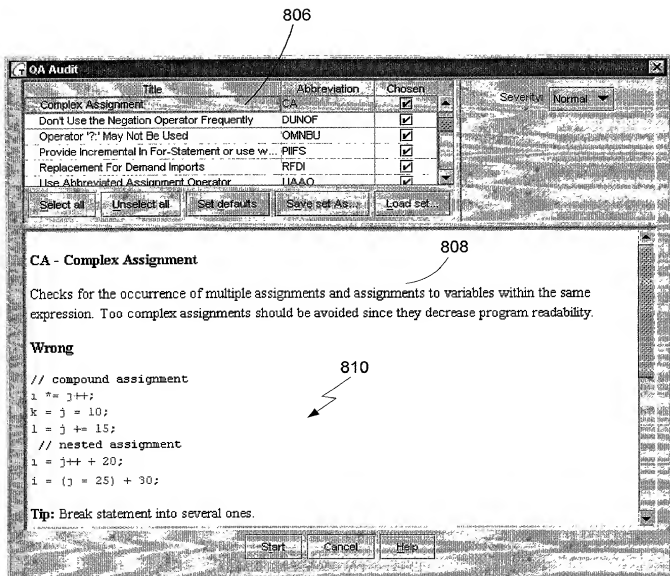 806
QA Audit
Title Abbreviation Chosen
Complex Assignment CA
Don't Use the Negation Operator Frequently DUNOF
Operator '?:' May Not Be Used OMNBU
Provide Incremental In For-Statement or use w... PIIFS
Replacement For Demand Imports RFDI
Use Abbreviated Assignment Operator UAAO
Severity: Normal
Select all Unselect all Set defaults Save set As... Load set...
808
CA - Complex Assignment
Checks for the occurrence of multiple assignments and assignments to variables within the same
expression. Too complex assignments should be avoided since they decrease program readability.
Wrong
810
// compound assignment
i *= j++;
k = j = 10;
l = j += 15;
// nested assignment
i = j++ + 20;
i = (j = 25) + 30;
Tip: Break statement into several ones.
Start Cancel Help